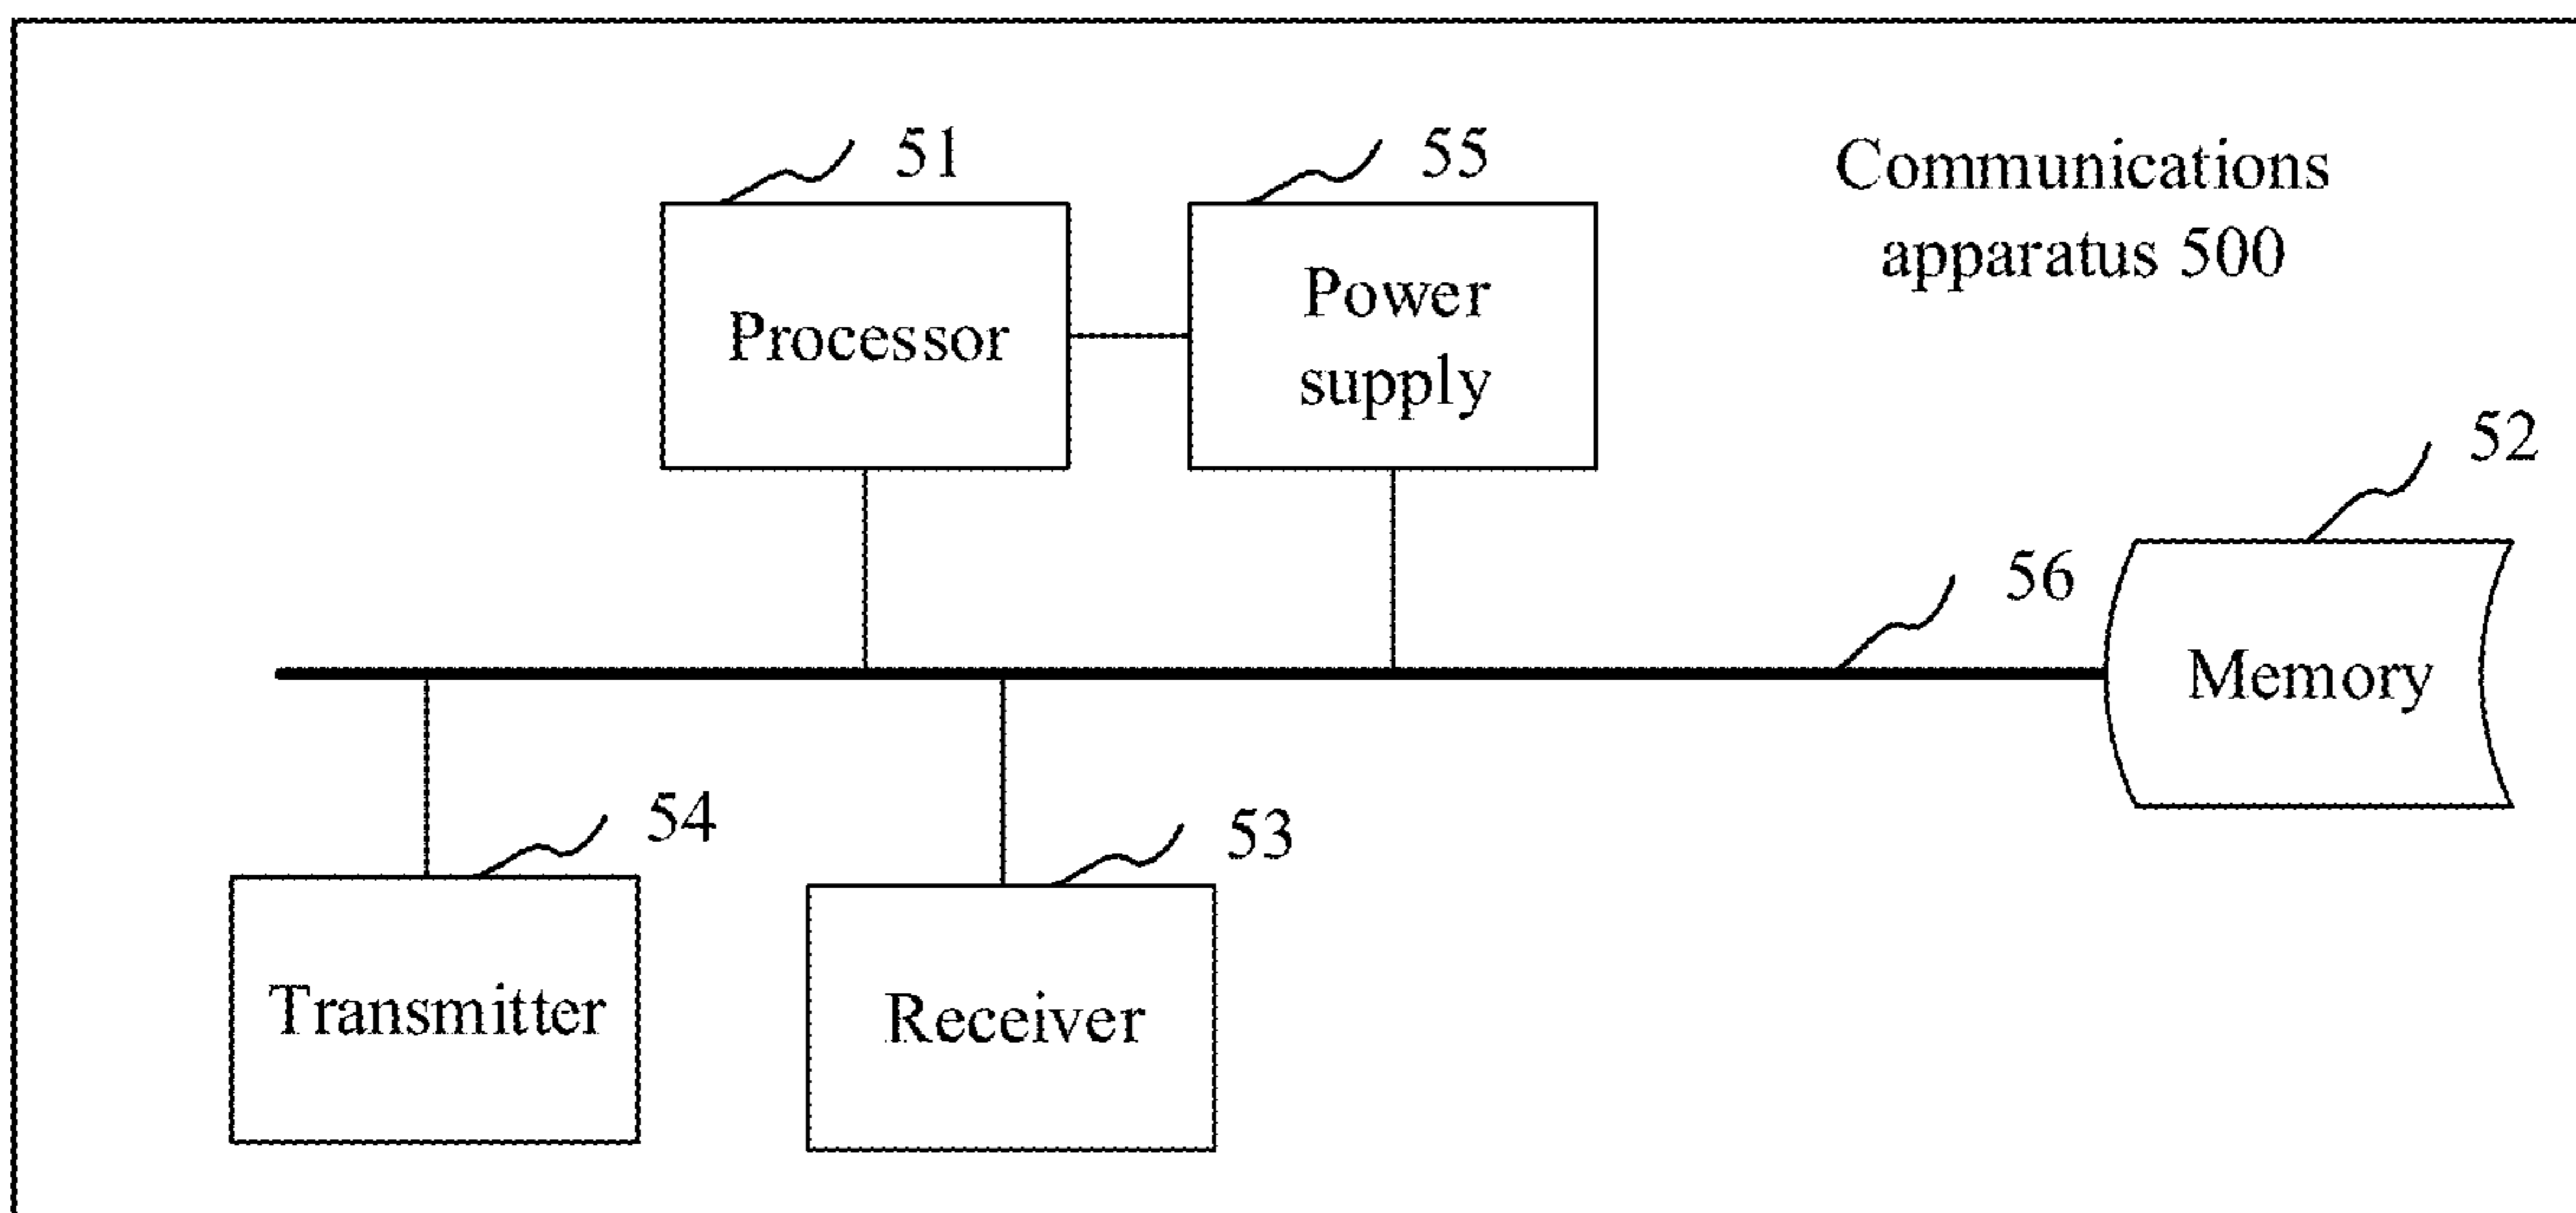 51
55
Communications
apparatus 500
Processor
Power
supply
52
56
Memory
54
53
Transmitter
Receiver